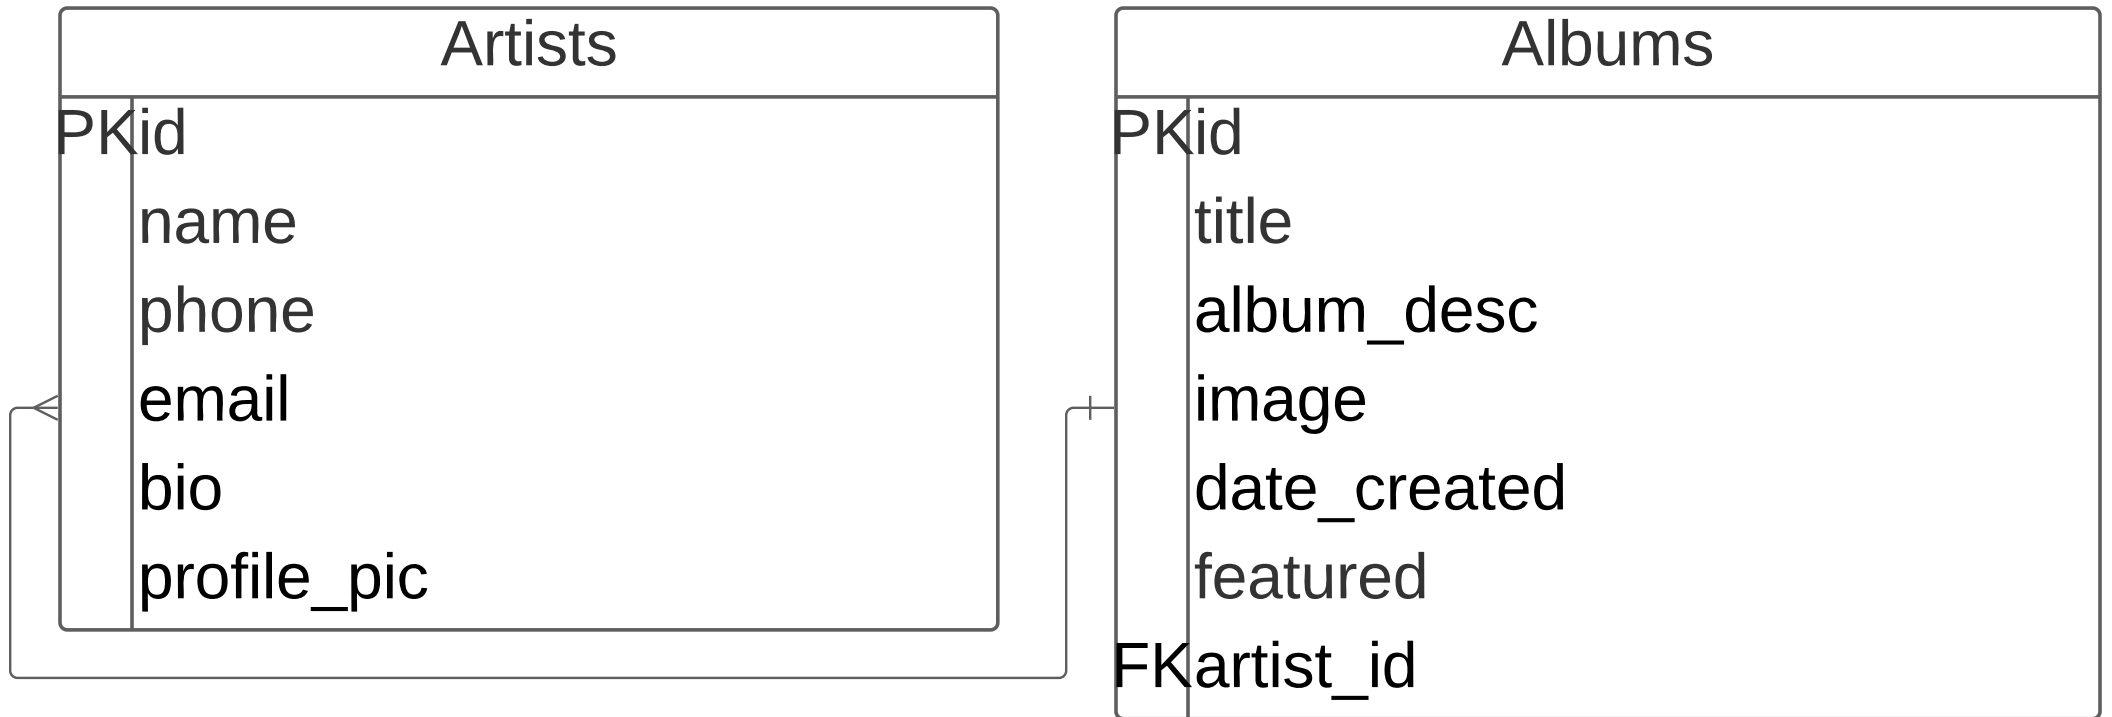 Artists
PK id
name
phone
email
bio
profile_pic
Albums
PK id
title
album_desc
image
date_created
featured
FK artist_id